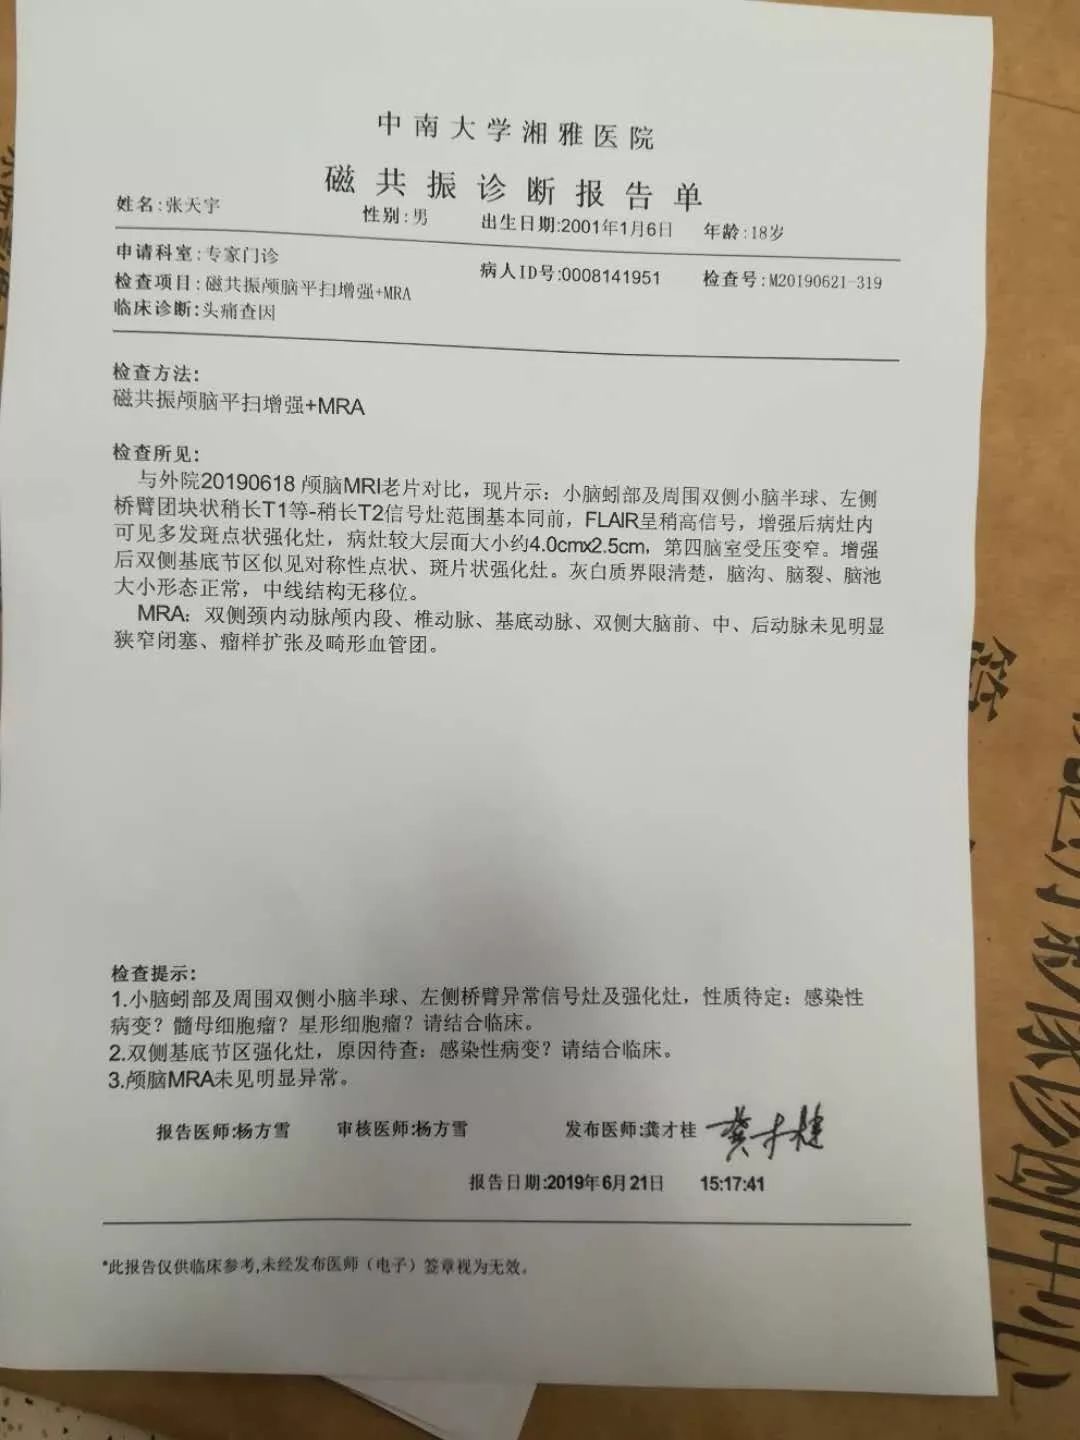 中南大学湘雅医院
磁共振诊断报告单
姓名:张天宇 性别:男 出生日期:2001年1月6日 年龄:18岁
申请科室:专家门诊 病人ID号:0008141951 检查号:M20190621-319
检查项目:磁共振颅脑平扫增强+MRA
临床诊断:头痛查因
检查方法:
磁共振颅脑平扫增强+MRA
检查所见:
与外院20190618 颅脑MRI老片对比，现片示：小脑蚓部及周围双侧小脑半球、左侧
桥臂团块状稍长T1等-稍长T2信号灶范围基本同前，FLAIR呈稍高信号，增强后病灶内
可见多发斑点状强化灶，病灶较大层面大小约4.0cmx2.5cm，第四脑室受压变窄。增强
后双侧基底节区似见对称性点状、斑片状强化灶。灰白质界限清楚，脑沟、脑裂、脑池
大小形态正常，中线结构无移位。
MRA：双侧颈内动脉颅内段、椎动脉、基底动脉、双侧大脑前、中、后动脉未见明显
狭窄闭塞、瘤样扩张及畸形血管团。
检查提示:
1.小脑蚓部及周围双侧小脑半球、左侧桥臂异常信号灶及强化灶，性质待定：感染性
病变？髓母细胞瘤？星形细胞瘤？请结合临床。
2.双侧基底节区强化灶，原因待查：感染性病变？请结合临床。
3.颅脑MRA未见明显异常。
报告医师:杨方雪 审核医师:杨方雪 发布医师:龚才桂 龚才桂
报告日期:2019年6月21日 15:17:41
*此报告仅供临床参考,未经发布医师（电子）签章视为无效。
诊断中心